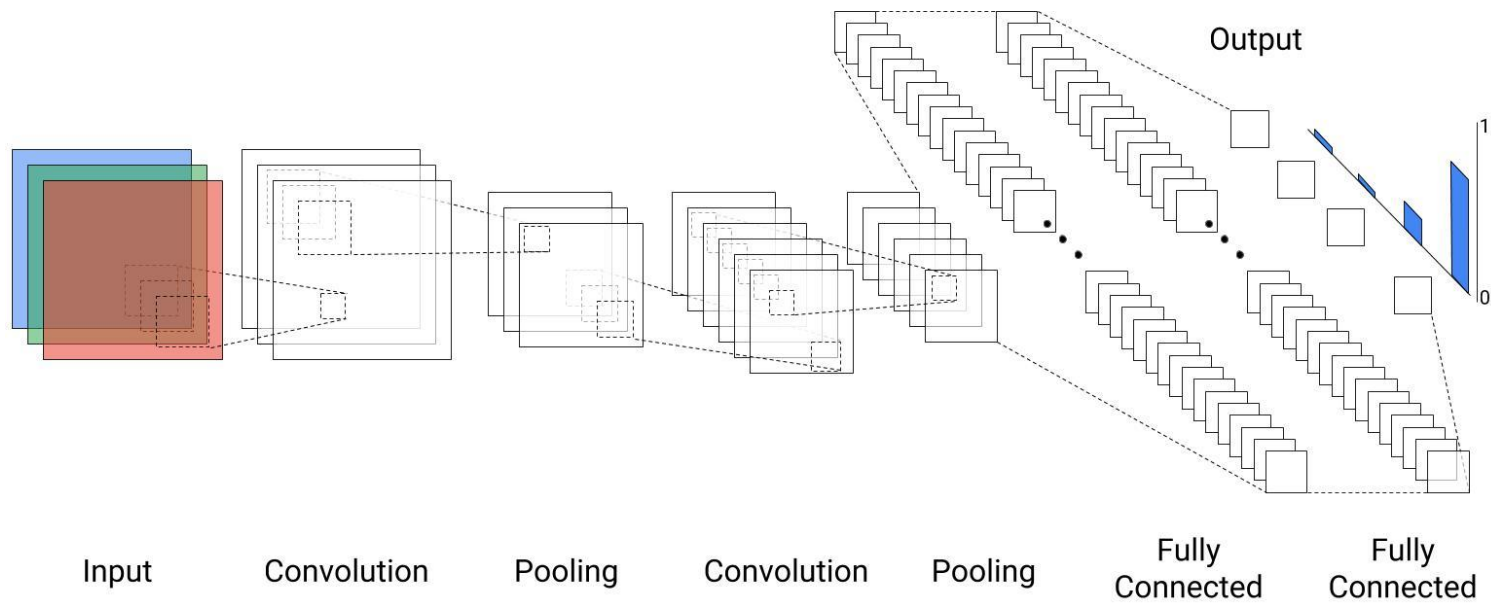 Output
1
0
Input
Convolution
Pooling
Convolution
Pooling
Fully
Connected
Fully
Connected